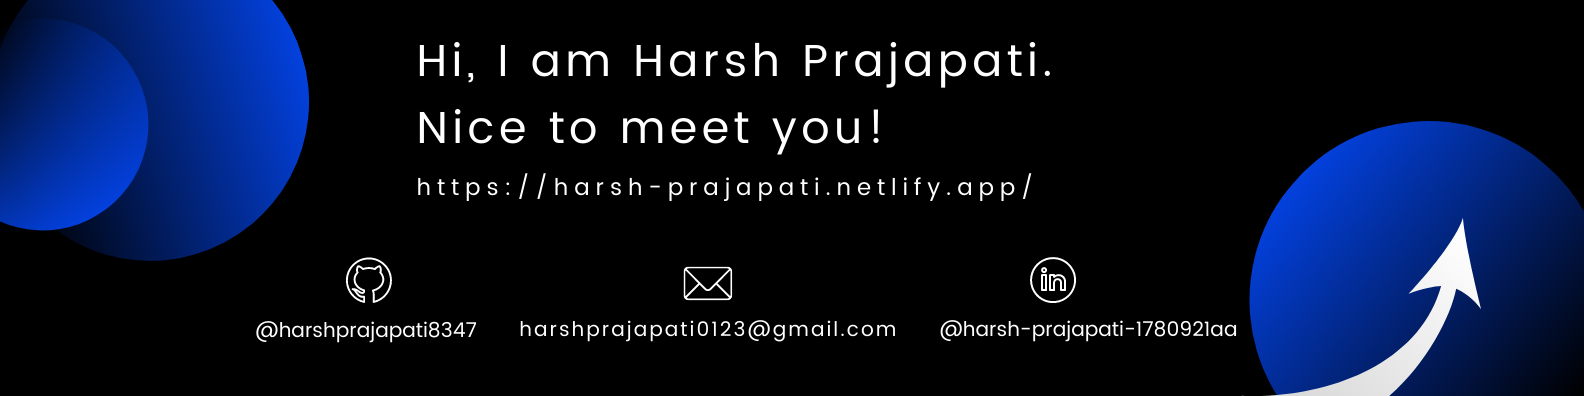 Hi, I am Harsh Prajapati.
Nice to meet you!
https://harsh-prajapati.netlify.app/
@harshprajapati8347
harshprajapati0123@gmail.com
@harsh-prajapati-1780921aa